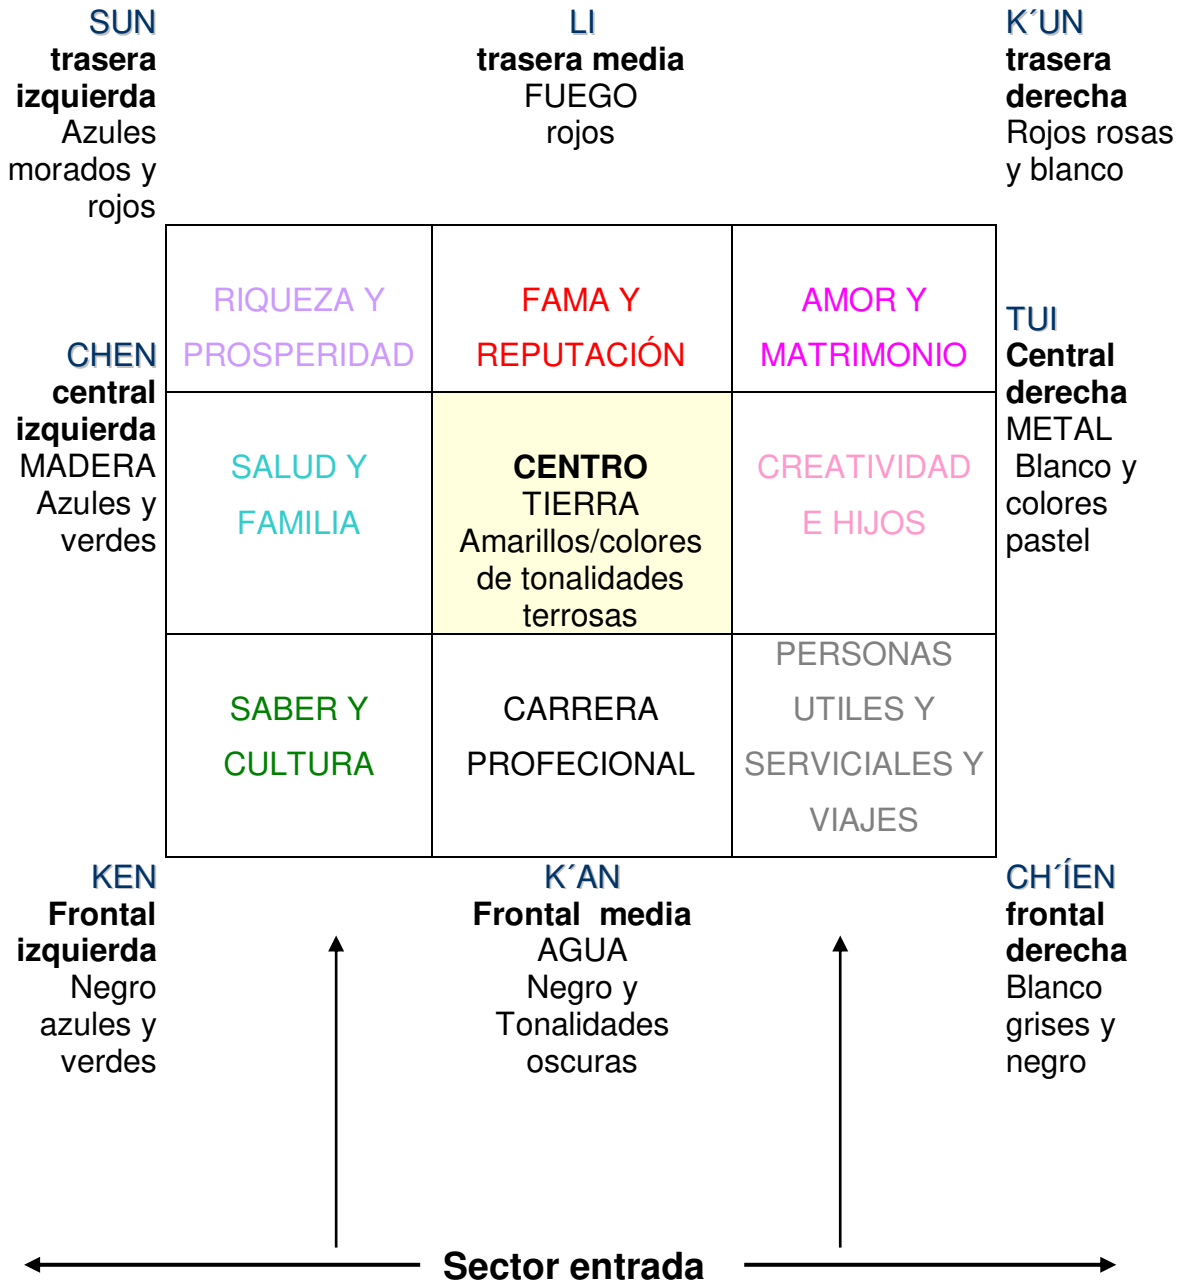 SUN
trasera
izquierda
Azules
morados y
rojos
LI
trasera media
FUEGO
rojos
K´UN
trasera
derecha
Rojos rosas
y blanco
RIQUEZA Y
PROSPERIDAD
FAMA Y
REPUTACIÓN
AMOR Y
MATRIMONIO
CHEN
central
izquierda
MADERA
Azules y
verdes
SALUD Y
FAMILIA
CENTRO
TIERRA
Amarillos/colores
de tonalidades
terrosas
CREATIVIDAD
E HIJOS
TUI
Central
derecha
METAL
Blanco y
colores
pastel
SABER Y
CULTURA
CARRERA
PROFECIONAL
PERSONAS
UTILES Y
SERVICIALES Y
VIAJES
KEN
Frontal
izquierda
Negro
azules y
verdes
K´AN
Frontal media
AGUA
Negro y
Tonalidades
oscuras
CH´ÍEN
frontal
derecha
Blanco
grises y
negro
Sector entrada